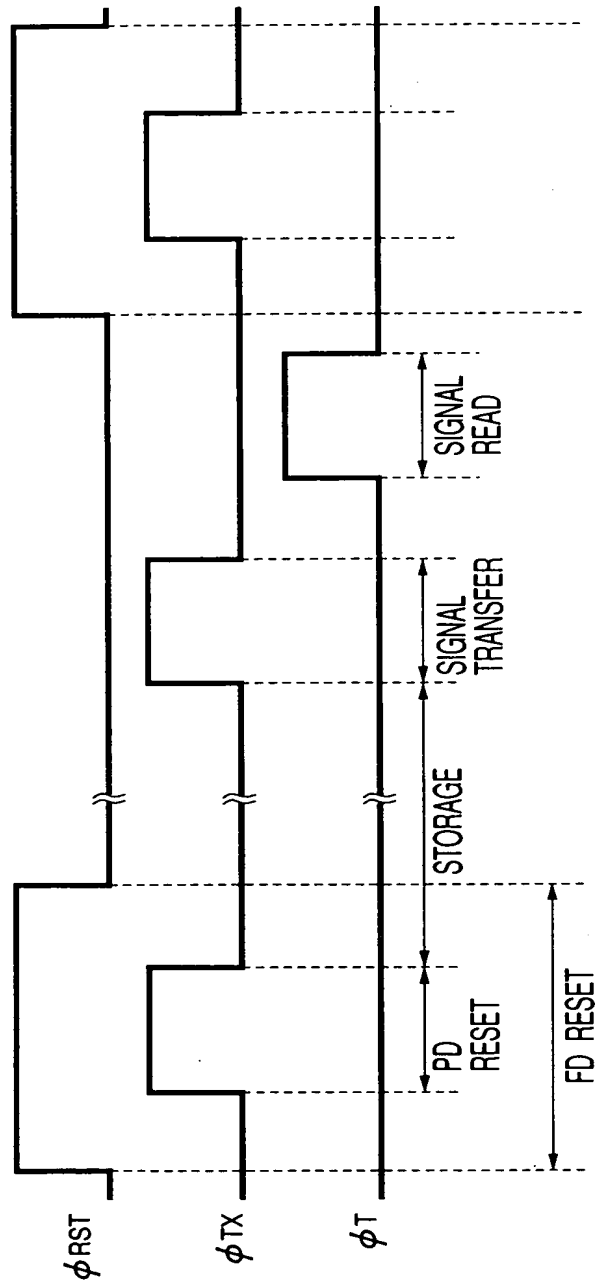 φRST
φTX
φT
PD
RESET
STORAGE
SIGNAL
TRANSFER
SIGNAL
READ
FD RESET